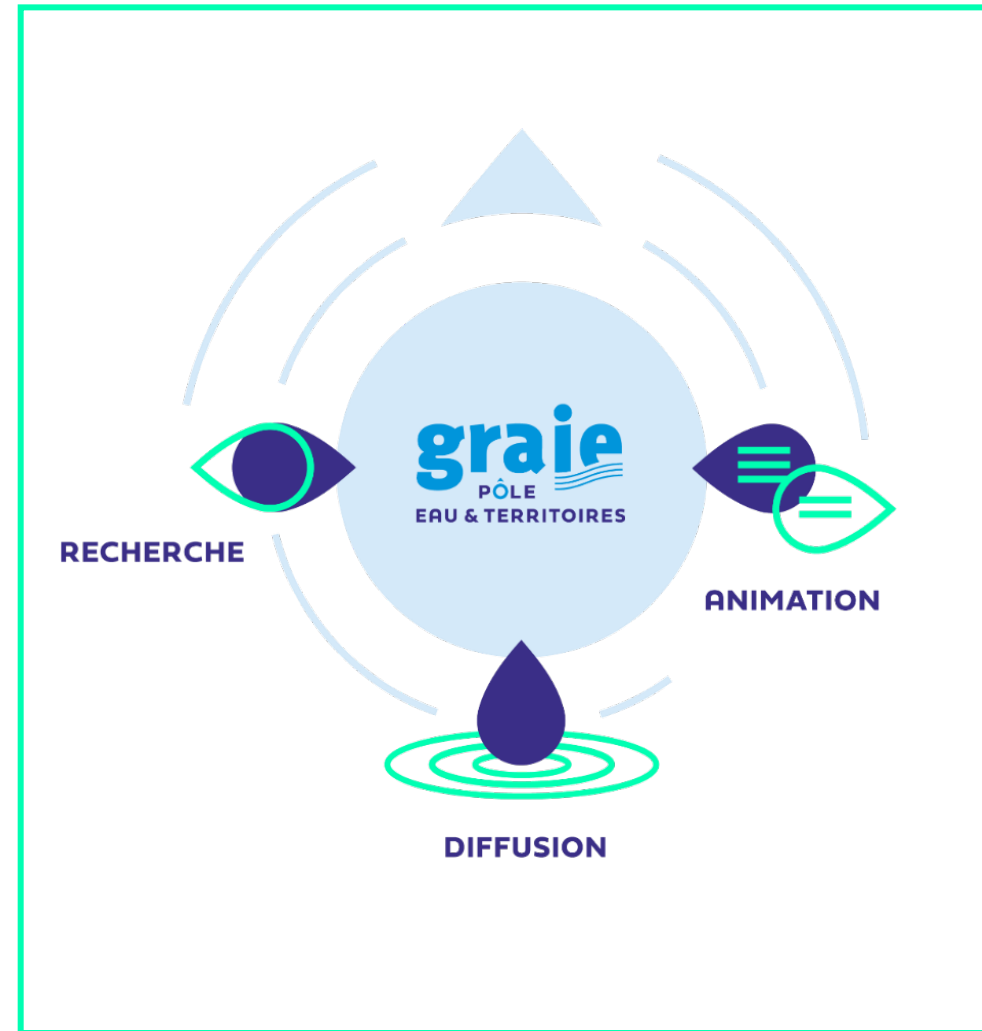 graie
PÔLE
EAU & TERRITOIRES
RECHERCHE
ANIMATION
DIFFUSION